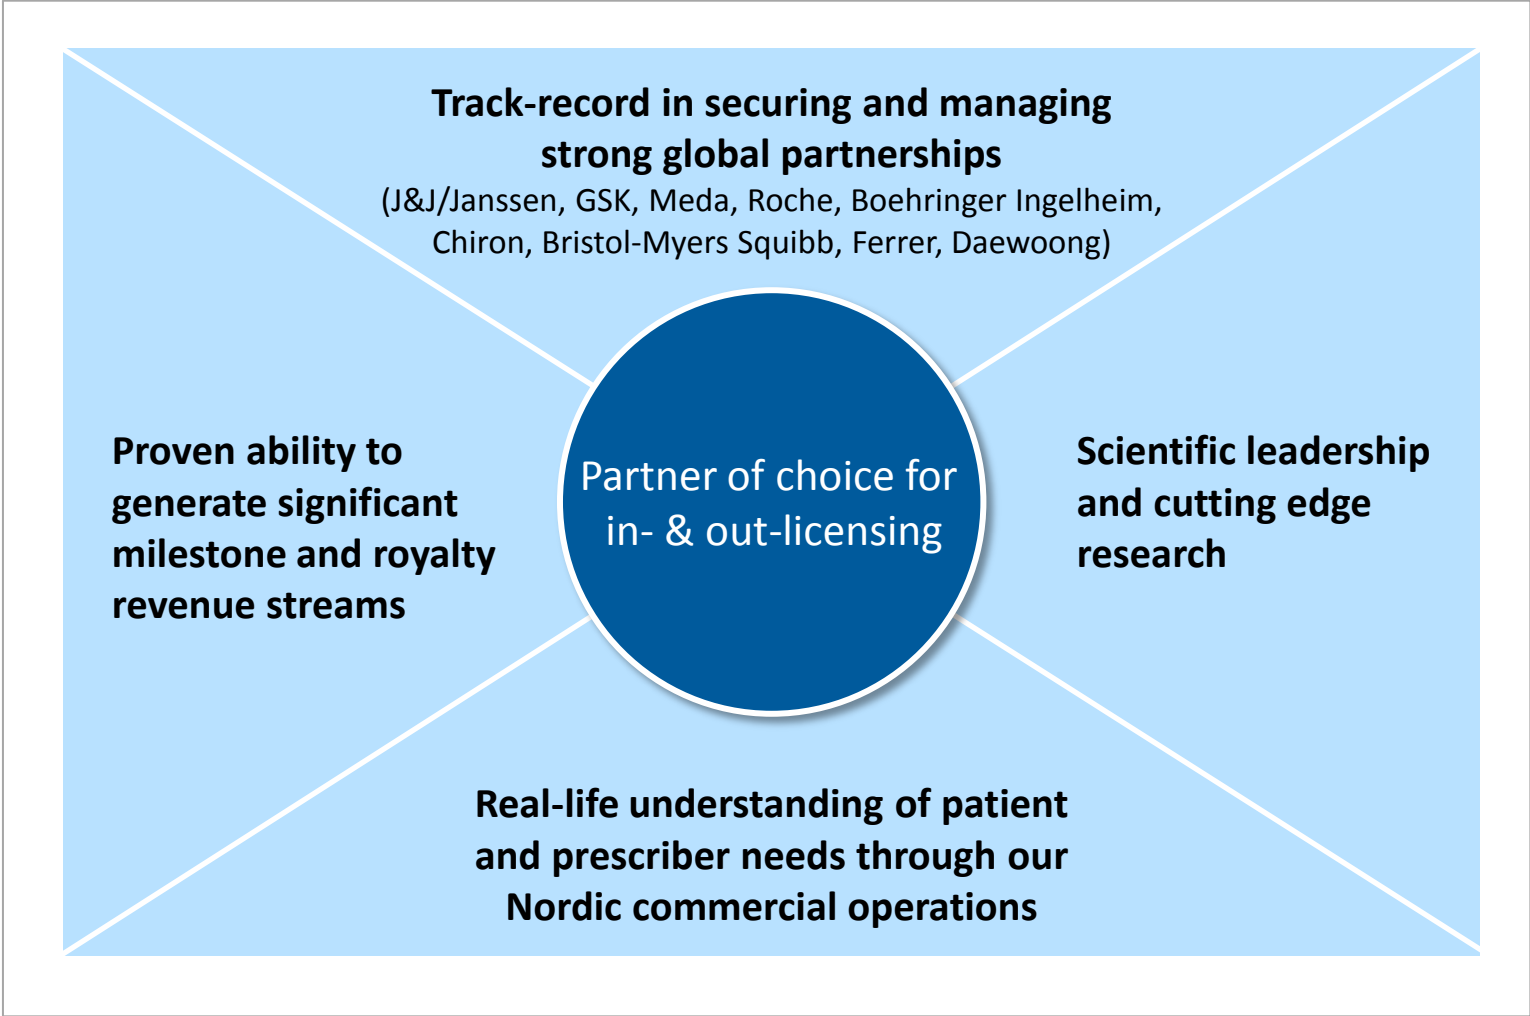 Track-record in securing and managing
strong global partnerships
(J&J/Janssen, GSK, Meda, Roche, Boehringer Ingelheim,
Chiron, Bristol-Myers Squibb, Ferrer, Daewoong)
Proven ability to
generate significant
milestone and royalty
revenue streams
Partner of choice for
in- & out-licensing
Scientific leadership
and cutting edge
research
Real-life understanding of patient
and prescriber needs through our
Nordic commercial operations